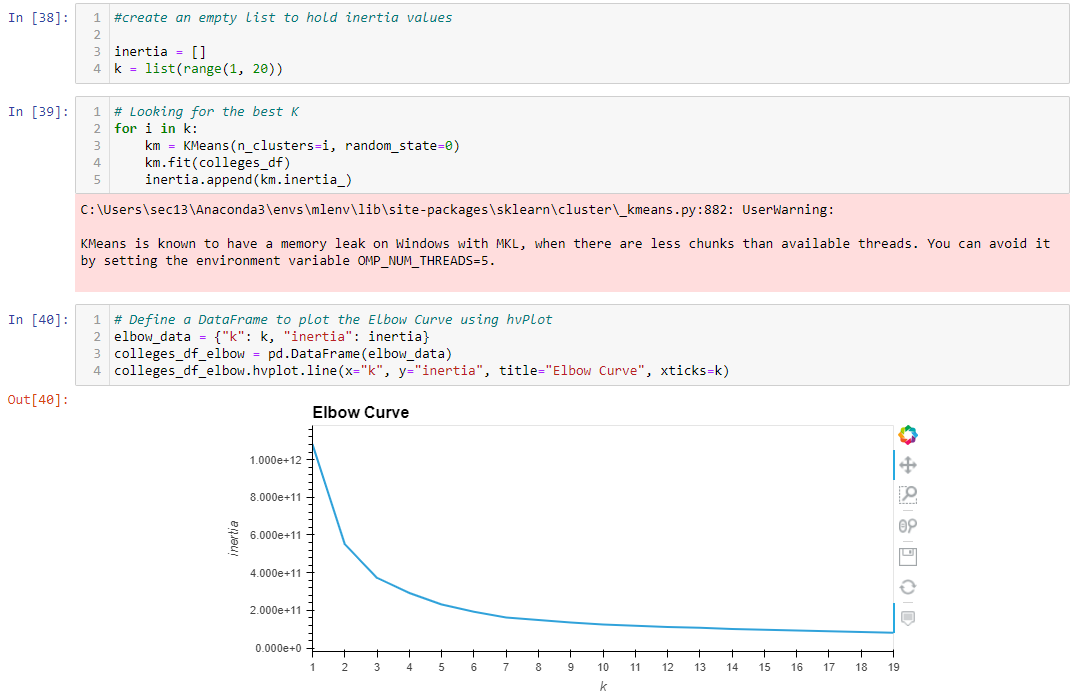 In [38]:
1 #create an empty list to hold inertia values
2
3 inertia = []
4 k = list(range(1, 20))
In [39]:
1 # Looking for the best K
2 for i in k:
3     km = KMeans(n_clusters=i, random_state=0)
4     km.fit(colleges_df)
5     inertia.append(km.inertia_)
C:\Users\sec13\Anaconda3\envs\mlenv\lib\site-packages\sklearn\cluster\_kmeans.py:882: UserWarning:
KMeans is known to have a memory leak on Windows with MKL, when there are less chunks than available threads. You can avoid it
by setting the environment variable OMP_NUM_THREADS=5.
In [40]:
1 # Define a DataFrame to plot the Elbow Curve using hvPlot
2 elbow_data = {"k": k, "inertia": inertia}
3 colleges_df_elbow = pd.DataFrame(elbow_data)
4 colleges_df_elbow.hvplot.line(x="k", y="inertia", title="Elbow Curve", xticks=k)
Out[40]:
Elbow Curve
1.000e+12
8.000e+11
6.000e+11
4.000e+11
2.000e+11
0.000e+0
inertia
1 2 3 4 5 6 7 8 9 10 11 12 13 14 15 16 17 18 19
k